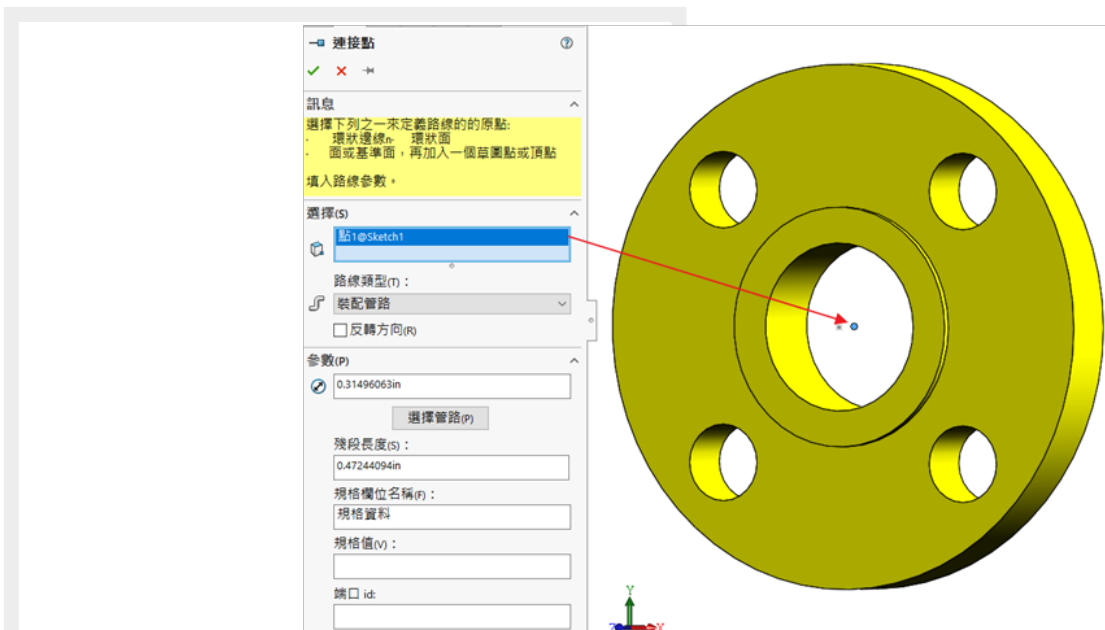 連接點
訊息
選擇下列之一來定義路線的的原點:
· 環狀邊線n· 環狀面
· 面或基準面，再加入一個草圖點或頂點
填入路線參數。
選擇(S)
點1@Sketch1
路線類型(T)：
裝配管路
反轉方向(R)
參數(P)
0.31496063in
選擇管路(P)
殘段長度(S)：
0.47244094in
規格欄位名稱(F)：
規格資料
規格值(V)：
端口 id:
Y
Z X